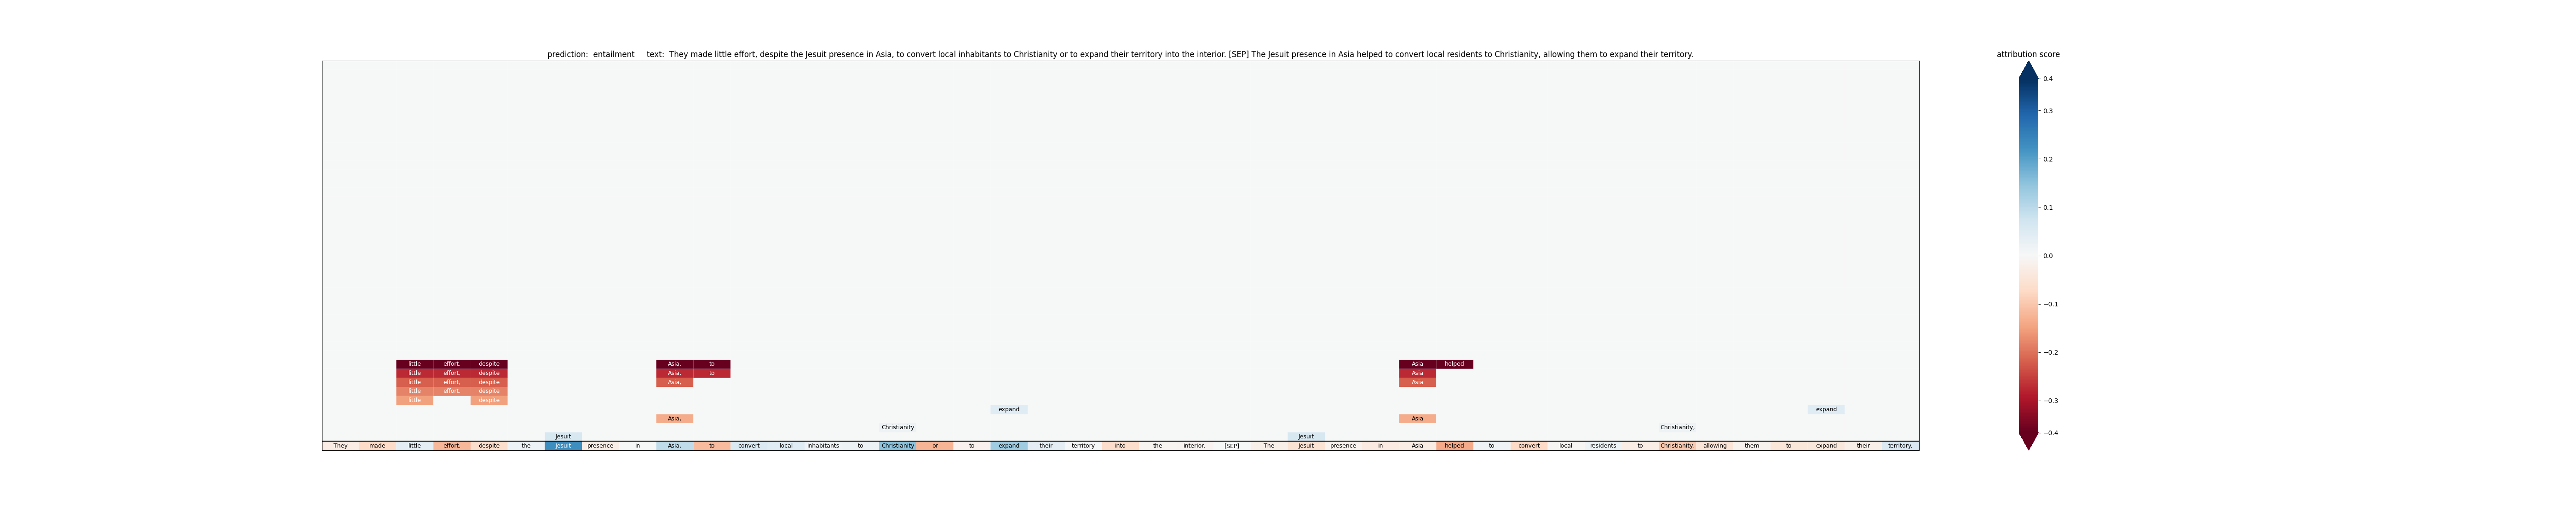 prediction: entailment text: They made little effort, despite the Jesuit presence in Asia, to convert local inhabitants to Christianity or to expand their territory into the interior. [SEP] The Jesuit presence in Asia helped to convert local residents to Christianity, allowing them to expand their territory.
attribution score
0.4
0.3
0.2
0.1
0.0
−0.1
−0.2
−0.3
−0.4
little effort, despite Asia, to Asia helped
little effort, despite Asia, to Asia
little effort, despite Asia, Asia
little effort, despite
little despite
expand expand
Asia, Asia
Christianity Christianity,
Jesuit Jesuit
They made little effort, despite the Jesuit presence in Asia, to convert local inhabitants to Christianity or to expand their territory into the interior. [SEP] The Jesuit presence in Asia helped to convert local residents to Christianity, allowing them to expand their territory.